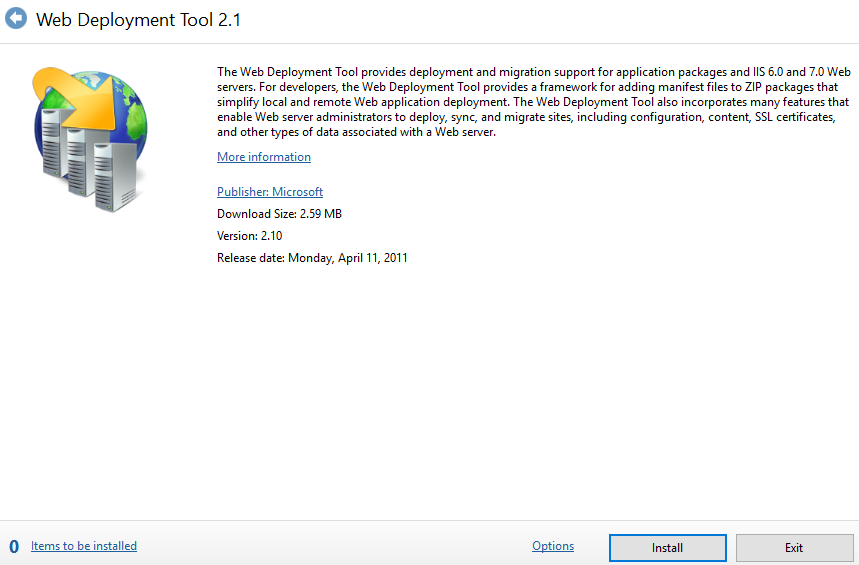 Web Deployment Tool 2.1
The Web Deployment Tool provides deployment and migration support for application packages and IIS 6.0 and 7.0 Web
servers. For developers, the Web Deployment Tool provides a framework for adding manifest files to ZIP packages that
simplify local and remote Web application deployment. The Web Deployment Tool also incorporates many features that
enable Web server administrators to deploy, sync, and migrate sites, including configuration, content, SSL certificates,
and other types of data associated with a Web server.
More information
Publisher: Microsoft
Download Size: 2.59 MB
Version: 2.10
Release date: Monday, April 11, 2011
0 Items to be installed Options Install Exit